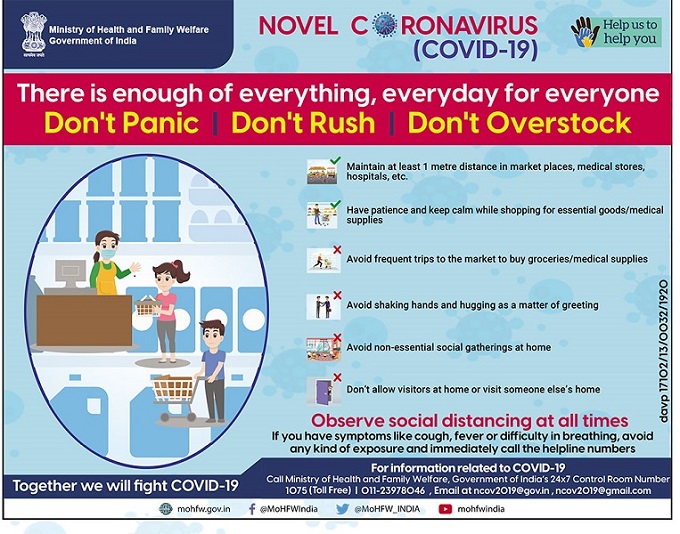 Ministry of Health and Family Welfare
Government of India
NOVEL CORONAVIRUS
(COVID-19)
Help us to
help you
There is enough of everything, everyday for everyone
Don't Panic | Don't Rush | Don't Overstock
Maintain at least 1 metre distance in market places, medical stores,
hospitals, etc.
Have patience and keep calm while shopping for essential goods/medical
supplies
Avoid frequent trips to the market to buy groceries/medical supplies
Avoid shaking hands and hugging as a matter of greeting
Avoid non-essential social gatherings at home
Don't allow visitors at home or visit someone else's home
davp 17102/13/0032/1920
Observe social distancing at all times
If you have symptoms like cough, fever or difficulty in breathing, avoid
any kind of exposure and immediately call the helpline numbers
Together we will fight COVID-19
For information related to COVID-19
Call Ministry of Health and Family Welfare, Government of India's 24x7 Control Room Number
1075 (Toll Free) | 011-23978046 , Email at ncov2019@gov.in , ncov2019@gmail.com
mohfw.gov.in @MoHFWIndia @MoHFW_INDIA mohfwindia